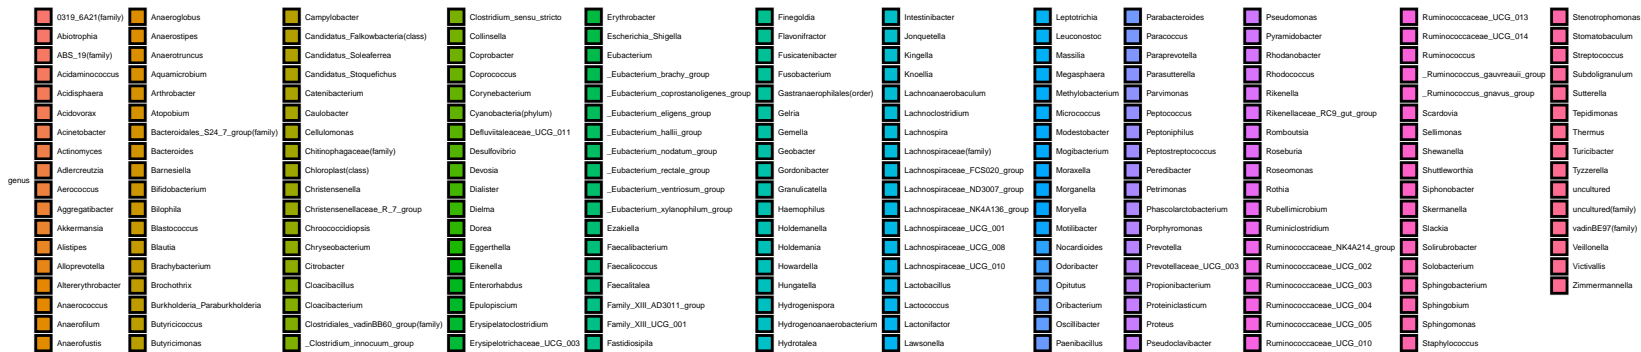 genus
0319_6A21(family)
Abiotrophia
ABS_19(family)
Acidaminococcus
Acidisphaera
Acidovorax
Acinetobacter
Actinomyces
Adlercreutzia
Aerococcus
Aggregatibacter
Akkermansia
Alistipes
Alloprevotella
Altererythrobacter
Anaerococcus
Anaerofilum
Anaerofustis
Anaeroglobus
Anaerostipes
Anaerotruncus
Aquamicrobium
Arthrobacter
Atopobium
Bacteroidales_S24_7_group(family)
Bacteroides
Barnesiella
Bifidobacterium
Bilophila
Blastococcus
Blautia
Brachybacterium
Brochothrix
Burkholderia_Paraburkholderia
Butyricicoccus
Butyricimonas
Campylobacter
Candidatus_Falkowbacteria(class)
Candidatus_Soleaferrea
Candidatus_Stoquefichus
Catenibacterium
Caulobacter
Cellulomonas
Chitinophagaceae(family)
Chloroplast(class)
Christensenella
Christensenellaceae_R_7_group
Chroococcidiopsis
Chryseobacterium
Citrobacter
Cloacibacillus
Cloacibacterium
Clostridiales_vadinBB60_group(family)
_Clostridium_innocuum_group
Clostridium_sensu_stricto
Collinsella
Coprobacter
Coprococcus
Corynebacterium
Cyanobacteria(phylum)
Defluviitaleaceae_UCG_011
Desulfovibrio
Devosia
Dialister
Dielma
Dorea
Eggerthella
Eikenella
Enterorhabdus
Epulopiscium
Erysipelatoclostridium
Erysipelotrichaceae_UCG_003
Erythrobacter
Escherichia_Shigella
Eubacterium
_Eubacterium_brachy_group
_Eubacterium_coprostanoligenes_group
_Eubacterium_eligens_group
_Eubacterium_hallii_group
_Eubacterium_nodatum_group
_Eubacterium_rectale_group
_Eubacterium_ventriosum_group
_Eubacterium_xylanophilum_group
Ezakiella
Faecalibacterium
Faecalicoccus
Faecalitalea
Family_XIII_AD3011_group
Family_XIII_UCG_001
Fastidiosipila
Finegoldia
Flavonifractor
Fusicatenibacter
Fusobacterium
Gastranaerophilales(order)
Gelria
Gemella
Geobacter
Gordonibacter
Granulicatella
Haemophilus
Holdemanella
Holdemania
Howardella
Hungatella
Hydrogenispora
Hydrogenoanaerobacterium
Hydrotalea
Intestinibacter
Jonquetella
Kingella
Knoellia
Lachnoanaerobaculum
Lachnoclostridium
Lachnospira
Lachnospiraceae(family)
Lachnospiraceae_FCS020_group
Lachnospiraceae_ND3007_group
Lachnospiraceae_NK4A136_group
Lachnospiraceae_UCG_001
Lachnospiraceae_UCG_008
Lachnospiraceae_UCG_010
Lactobacillus
Lactococcus
Lactonifactor
Lawsonella
Leptotrichia
Leuconostoc
Massilia
Megasphaera
Methylobacterium
Micrococcus
Modestobacter
Mogibacterium
Moraxella
Morganella
Moryella
Motilibacter
Nocardioides
Odoribacter
Opitutus
Oribacterium
Oscillibacter
Paenibacillus
Parabacteroides
Paracoccus
Paraprevotella
Parasutterella
Parvimonas
Peptococcus
Peptoniphilus
Peptostreptococcus
Peredibacter
Petrimonas
Phascolarctobacterium
Porphyromonas
Prevotella
Prevotellaceae_UCG_003
Propionibacterium
Proteiniclasticum
Proteus
Pseudoclavibacter
Pseudomonas
Pyramidobacter
Rhodanobacter
Rhodococcus
Rikenella
Rikenellaceae_RC9_gut_group
Romboutsia
Roseburia
Roseomonas
Rothia
Rubellimicrobium
Ruminiclostridium
Ruminococcaceae_NK4A214_group
Ruminococcaceae_UCG_002
Ruminococcaceae_UCG_003
Ruminococcaceae_UCG_004
Ruminococcaceae_UCG_005
Ruminococcaceae_UCG_010
Ruminococcaceae_UCG_013
Ruminococcaceae_UCG_014
Ruminococcus
_Ruminococcus_gauvreauii_group
_Ruminococcus_gnavus_group
Scardovia
Sellimonas
Shewanella
Shuttleworthia
Siphonobacter
Skermanella
Slackia
Solirubrobacter
Solobacterium
Sphingobacterium
Sphingobium
Sphingomonas
Staphylococcus
Stenotrophomonas
Stomatobaculum
Streptococcus
Subdoligranulum
Sutterella
Tepidimonas
Thermus
Turicibacter
Tyzzerella
uncultured
uncultured(family)
vadinBE97(family)
Veillonella
Victivallis
Zimmermannella